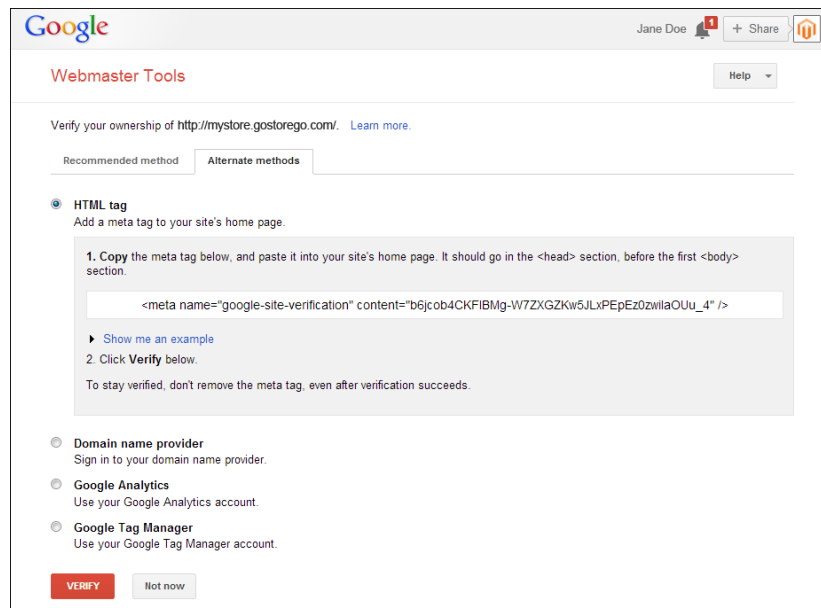 Google
Jane Doe
1
+ Share
Webmaster Tools
Help
Verify your ownership of http://mystore.gostorego.com/. Learn more.
Recommended method
Alternate methods
HTML tag
Add a meta tag to your site's home page.
1. Copy the meta tag below, and paste it into your site's home page. It should go in the <head> section, before the first <body>
section.
<meta name="google-site-verification" content="b6jcob4CKFIBMg-W7ZXGZKw5JLxPEpEz0zwilaOUu_4" />
Show me an example
2. Click Verify below.
To stay verified, don't remove the meta tag, even after verification succeeds.
Domain name provider
Sign in to your domain name provider.
Google Analytics
Use your Google Analytics account.
Google Tag Manager
Use your Google Tag Manager account.
VERIFY
Not now